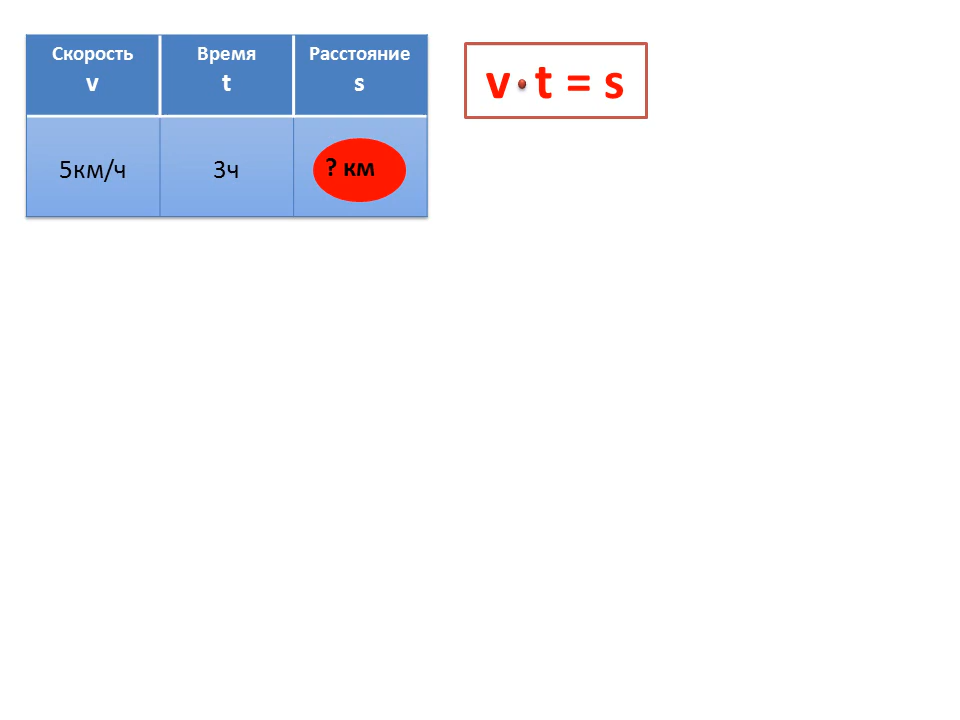 Скорость
v
Время
t
Расстояние
s
5км/ч
3ч
? км
v · t = s